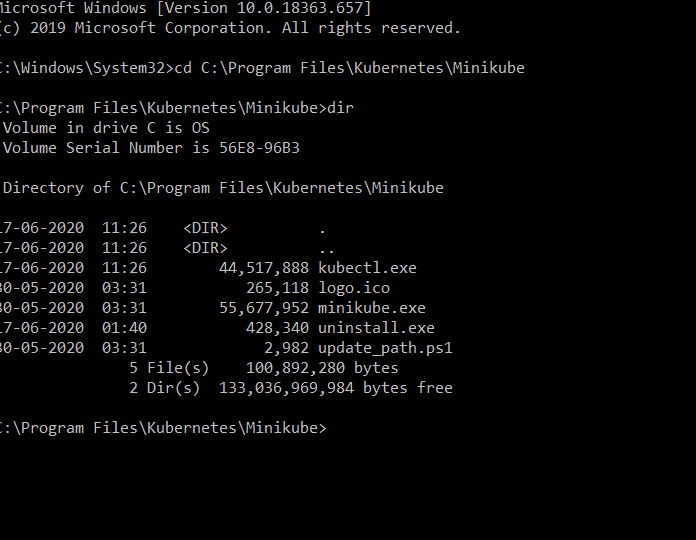 Microsoft Windows [Version 10.0.18363.657]
(c) 2019 Microsoft Corporation. All rights reserved.
C:\Windows\System32>cd C:\Program Files\Kubernetes\Minikube
C:\Program Files\Kubernetes\Minikube>dir
Volume in drive C is OS
Volume Serial Number is 56E8-96B3
Directory of C:\Program Files\Kubernetes\Minikube
17-06-2020 11:26 <DIR> .
17-06-2020 11:26 <DIR> ..
17-06-2020 11:26 44,517,888 kubectl.exe
30-05-2020 03:31 265,118 logo.ico
30-05-2020 03:31 55,677,952 minikube.exe
17-06-2020 01:40 428,340 uninstall.exe
30-05-2020 03:31 2,982 update_path.ps1
5 File(s) 100,892,280 bytes
2 Dir(s) 133,036,969,984 bytes free
C:\Program Files\Kubernetes\Minikube>